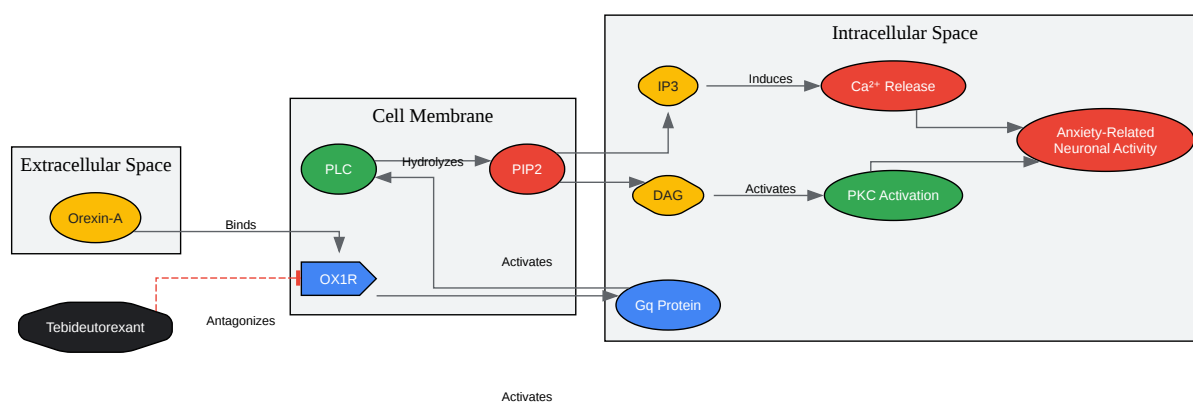 Intracellular Space
IP3
Induces
Ca²⁺ Release
Cell Membrane
Anxiety-Related
Neuronal Activity
Extracellular Space
PLC
Hydrolyzes
PIP2
DAG
Activates
PKC Activation
Orexin-A
Binds
Activates
OX1R
Gq Protein
Tebideutorexant
Antagonizes
Activates